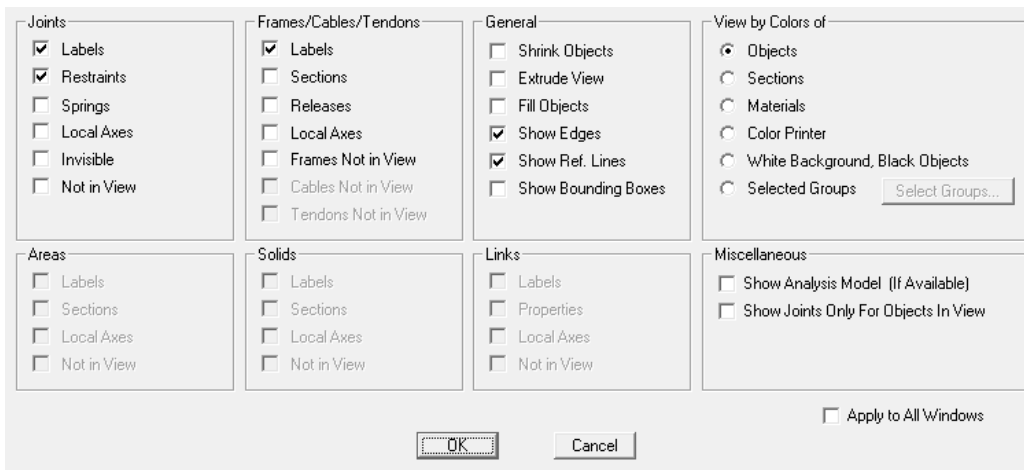 Joints
Labels
Restraints
Springs
Local Axes
Invisible
Not in View
Frames/Cables/Tendons
Labels
Sections
Releases
Local Axes
Frames Not in View
Cables Not in View
Tendons Not in View
General
Shrink Objects
Extrude View
Fill Objects
Show Edges
Show Ref. Lines
Show Bounding Boxes
View by Colors of
Objects
Sections
Materials
Color Printer
White Background, Black Objects
Selected Groups
Select Groups...
Areas
Labels
Sections
Local Axes
Not in View
Solids
Labels
Sections
Local Axes
Not in View
Links
Labels
Properties
Local Axes
Not in View
Miscellaneous
Show Analysis Model (If Available)
Show Joints Only For Objects In View
Apply to All Windows
OK
Cancel